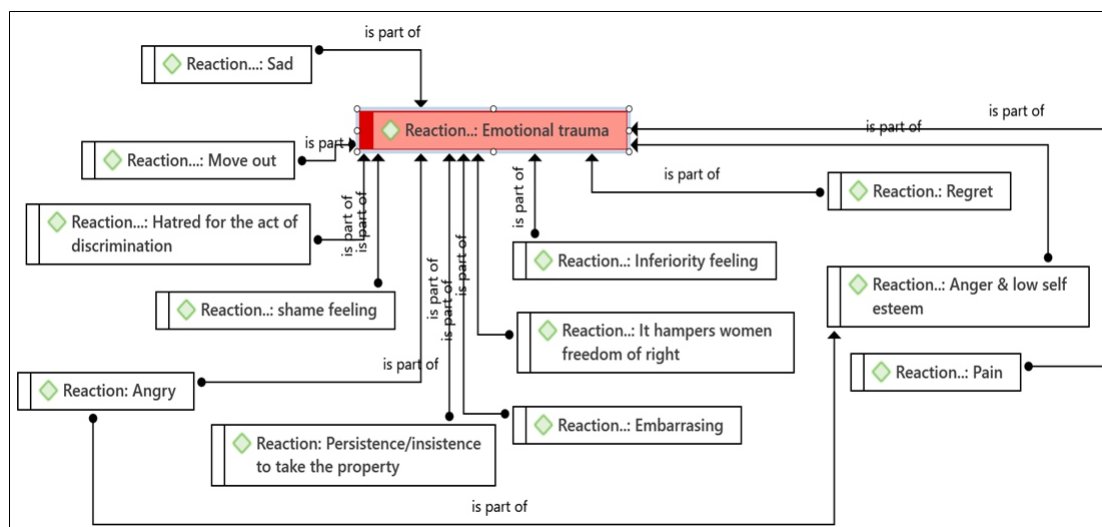 is part of
Reaction...: Sad
is part of
Reaction..: Emotional trauma
is part of
is part
Reaction...: Move out
is part of
Reaction.: Regret
Reaction...: Hatred for the act of
discrimination
is part of
is part of
is part of
Reaction..: Inferiority feeling
is part of
is part of
is part of
Reaction..: Anger & low self
esteem
Reaction..: shame feeling
Reaction..: It hampers women
freedom of right
is part of
Reaction..: Pain
Reaction: Angry
Reaction..: Embarrasing
Reaction: Persistence/insistence
to take the property
is part of